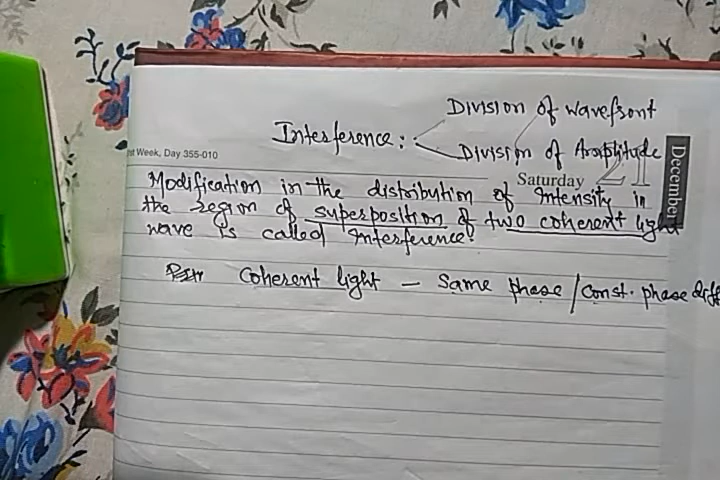 Division of wavefront
Interference:
Division of Amplitude
st Week, Day 355-010
Saturday 21
December
Modification in the distribution of Intensity in
the region of superposition of two coherent light
wave is called Interference.
Coherent light — Same phase / Const. phase diff